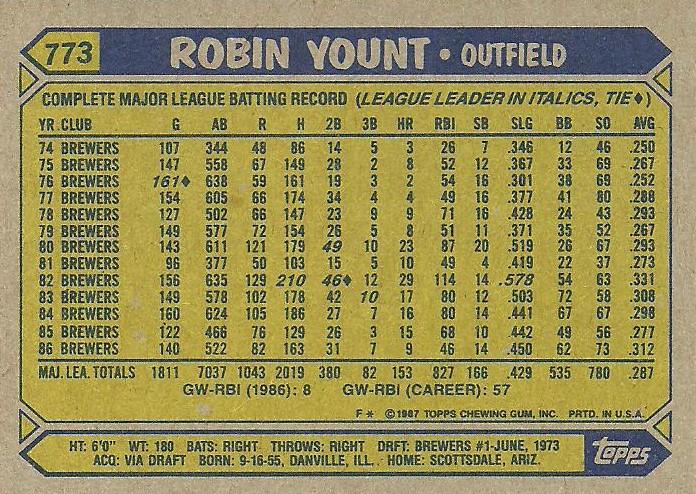 773 ROBIN YOUNT • OUTFIELD
COMPLETE MAJOR LEAGUE BATTING RECORD (LEAGUE LEADER IN ITALICS, TIE♦)
YR. CLUB G AB R H 2B 3B HR RBI SB SLG BB SO AVG
74 BREWERS 107 344 48 86 14 5 3 26 7 .346 12 46 .250
75 BREWERS 147 558 67 149 28 2 8 52 12 .367 33 69 .267
76 BREWERS 161♦ 638 59 161 19 3 2 54 16 .301 38 69 .252
77 BREWERS 154 605 66 174 34 4 4 49 16 .377 41 80 .288
78 BREWERS 127 502 66 147 23 9 9 71 16 .428 24 43 .293
79 BREWERS 149 577 72 154 26 5 8 51 11 .371 35 52 .267
80 BREWERS 143 611 121 179 49 10 23 87 20 .519 26 67 .293
81 BREWERS 96 377 50 103 15 5 10 49 4 .419 22 37 .273
82 BREWERS 156 635 129 210 46♦ 12 29 114 14 .578 54 63 .331
83 BREWERS 149 578 102 178 42 10 17 80 12 .503 72 58 .308
84 BREWERS 160 624 105 186 27 7 16 80 14 .441 67 67 .298
85 BREWERS 122 466 76 129 26 3 15 68 10 .442 49 56 .277
86 BREWERS 140 522 82 163 31 7 9 46 14 .450 62 73 .312
MAJ. LEA. TOTALS 1811 7037 1043 2019 380 82 153 827 166 .429 535 780 .287
GW-RBI (1986): 8 GW-RBI (CAREER): 57
F* ©1987 TOPPS CHEWING GUM, INC. PRTD. IN U.S.A.
HT: 6'0" WT: 180 BATS: RIGHT THROWS: RIGHT DRFT: BREWERS #1-JUNE, 1973
ACQ: VIA DRAFT BORN: 9-16-55, DANVILLE, ILL. HOME: SCOTTSDALE, ARIZ.
topps